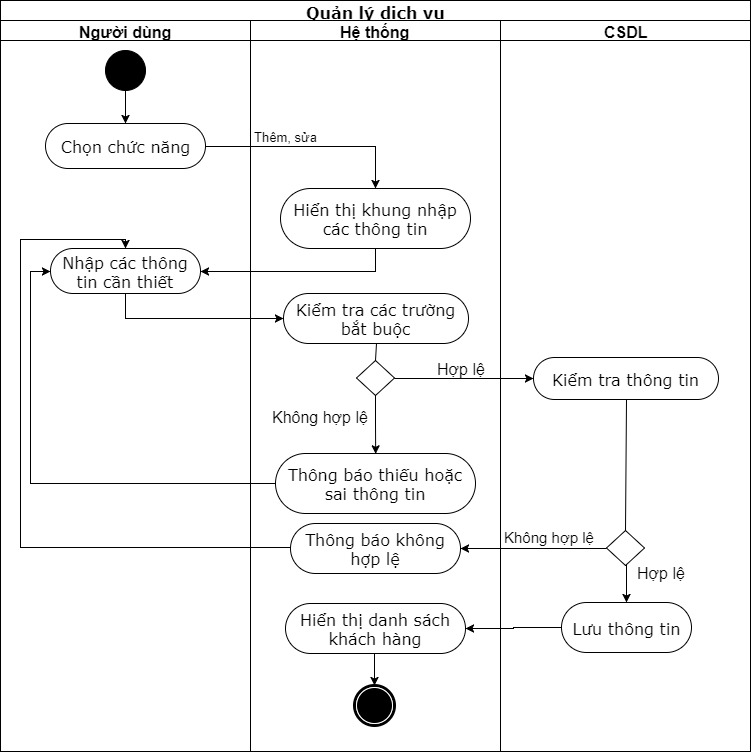 Quản lý dich vu
Người dùng
Hệ thống
CSDL
Chọn chức năng
Thêm, sửa
Hiển thị khung nhập
các thông tin
Nhập các thông
tin cần thiết
Kiểm tra các trường
bắt buộc
Hợp lệ
Kiểm tra thông tin
Không hợp lệ
Thông báo thiếu hoặc
sai thông tin
Thông báo không
hợp lệ
Không hợp lệ
Hợp lệ
Hiển thị danh sách
khách hàng
Lưu thông tin